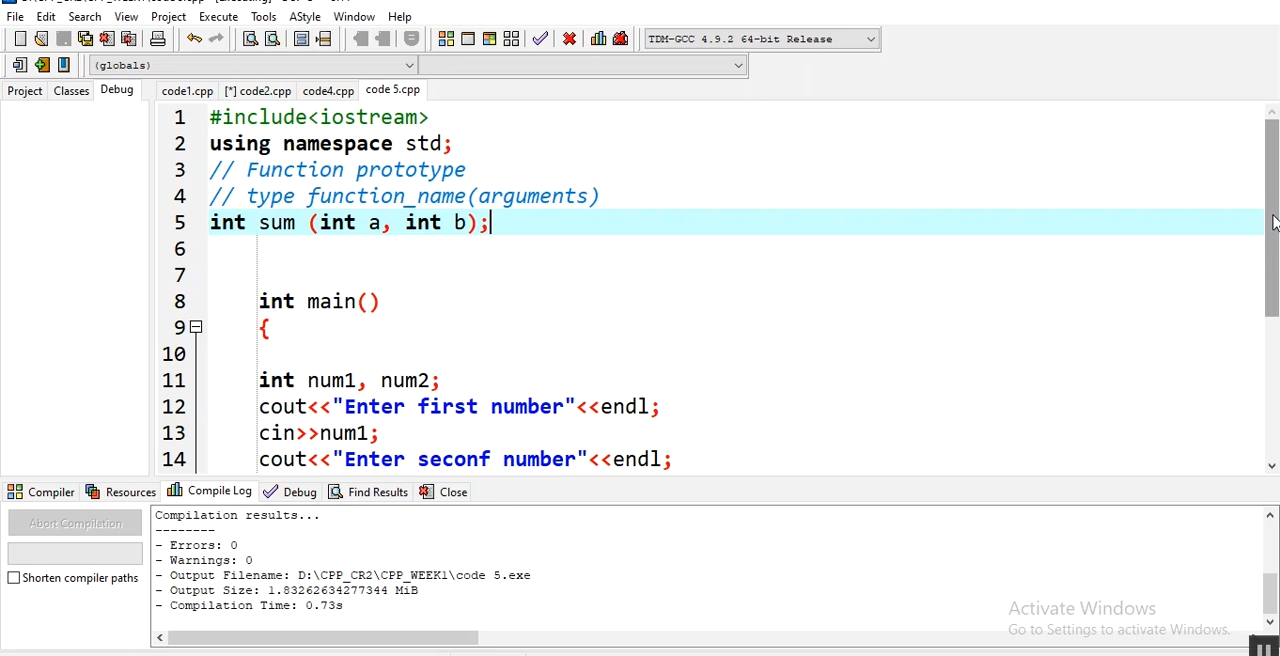 File Edit Search View Project Execute Tools AStyle Window Help
TDM-GCC 4.9.2 64-bit Release
(globals)
Project Classes Debug code1.cpp [*] code2.cpp code4.cpp code 5.cpp
1 #include<iostream>
2 using namespace std;
3 // Function prototype
4 // type function_name(arguments)
5 int sum (int a, int b);
6
7
8 int main()
9 {
10
11 int num1, num2;
12 cout<<"Enter first number"<<endl;
13 cin>>num1;
14 cout<<"Enter seconf number"<<endl;
Compiler Resources Compile Log Debug Find Results Close
Abort Compilation
Shorten compiler paths
Compilation results...
--------
- Errors: 0
- Warnings: 0
- Output Filename: D:\CPP_CR2\CPP_WEEK1\code 5.exe
- Output Size: 1.83262634277344 MiB
- Compilation Time: 0.73s
Activate Windows
Go to Settings to activate Windows.